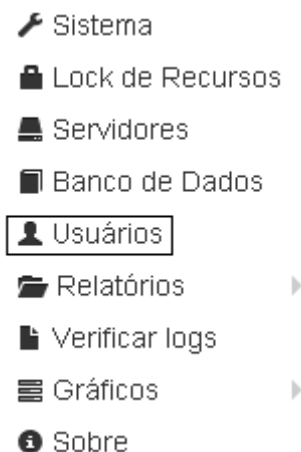 Sistema
Lock de Recursos
Servidores
Banco de Dados
Usuários
Relatórios
Verificar logs
Gráficos
Sobre